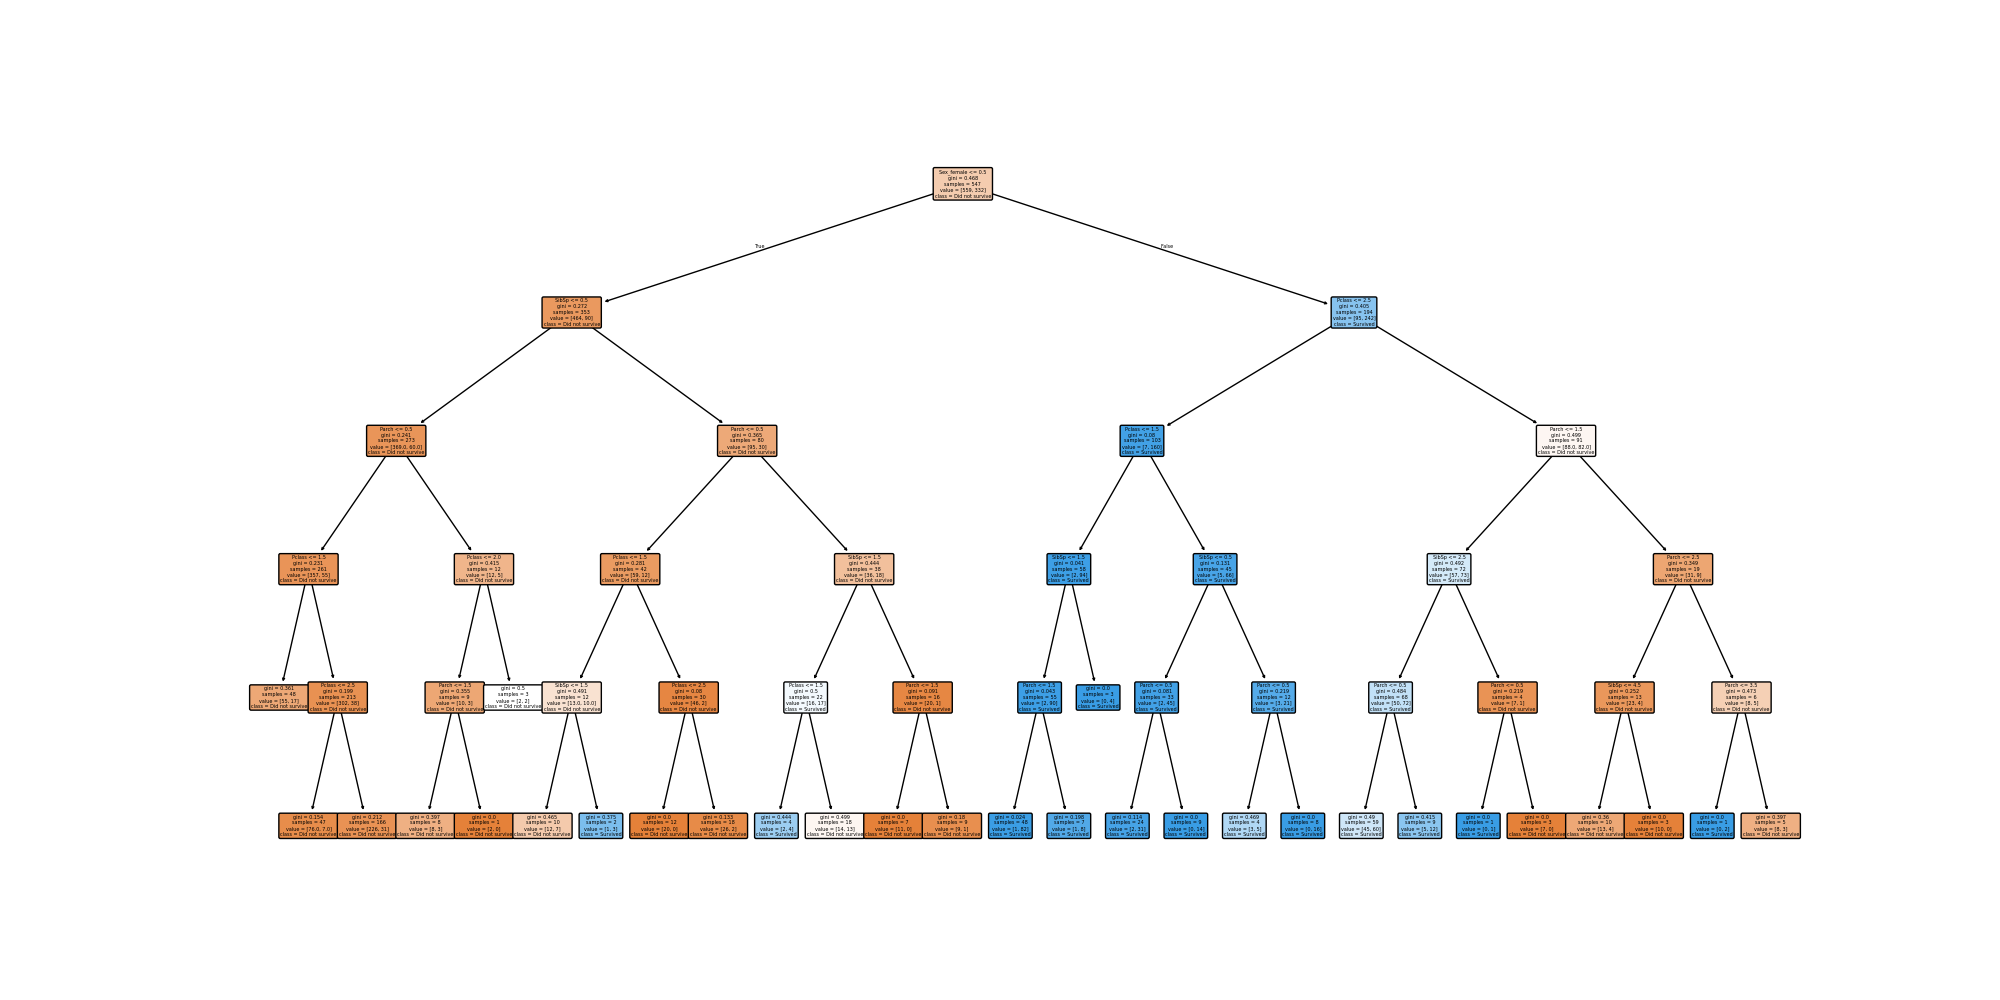 Sex_female <= 0.5
gini = 0.468
samples = 547
value = [559, 332]
class = Did not survive
True
False
SibSp <= 0.5
gini = 0.272
samples = 353
value = [464, 90]
class = Did not survive
Pclass <= 2.5
gini = 0.405
samples = 194
value = [95, 242]
class = Survived
Parch <= 0.5
gini = 0.241
samples = 273
value = [369.0, 60.0]
class = Did not survive
Parch <= 0.5
gini = 0.365
samples = 80
value = [95, 30]
class = Did not survive
Pclass <= 1.5
gini = 0.08
samples = 103
value = [7, 160]
class = Survived
Parch <= 1.5
gini = 0.499
samples = 91
value = [88.0, 82.0]
class = Did not survive
Pclass <= 1.5
gini = 0.231
samples = 261
value = [357, 55]
class = Did not survive
Pclass <= 2.0
gini = 0.415
samples = 12
value = [12, 5]
class = Did not survive
Pclass <= 1.5
gini = 0.281
samples = 42
value = [59, 12]
class = Did not survive
SibSp <= 1.5
gini = 0.444
samples = 38
value = [36, 18]
class = Did not survive
SibSp <= 1.5
gini = 0.041
samples = 58
value = [2, 94]
class = Survived
SibSp <= 0.5
gini = 0.131
samples = 45
value = [5, 66]
class = Survived
SibSp <= 2.5
gini = 0.492
samples = 72
value = [57, 73]
class = Survived
Parch <= 2.5
gini = 0.349
samples = 19
value = [31, 9]
class = Did not survive
gini = 0.361
samples = 48
value = [55, 17]
class = Did not survive
Pclass <= 2.5
gini = 0.199
samples = 213
value = [302, 38]
class = Did not survive
Parch <= 1.5
gini = 0.355
samples = 9
value = [10, 3]
class = Did not survive
gini = 0.5
samples = 3
value = [2, 2]
class = Did not survive
SibSp <= 1.5
gini = 0.491
samples = 12
value = [13.0, 10.0]
class = Did not survive
Pclass <= 2.5
gini = 0.08
samples = 30
value = [46, 2]
class = Did not survive
Pclass <= 1.5
gini = 0.5
samples = 22
value = [16, 17]
class = Survived
Parch <= 1.5
gini = 0.091
samples = 16
value = [20, 1]
class = Did not survive
Parch <= 1.5
gini = 0.043
samples = 55
value = [2, 90]
class = Survived
gini = 0.0
samples = 3
value = [0, 4]
class = Survived
Parch <= 0.5
gini = 0.081
samples = 33
value = [2, 45]
class = Survived
Parch <= 0.5
gini = 0.219
samples = 12
value = [3, 21]
class = Survived
Parch <= 0.5
gini = 0.484
samples = 68
value = [50, 72]
class = Survived
Parch <= 0.5
gini = 0.219
samples = 4
value = [7, 1]
class = Did not survive
SibSp <= 4.5
gini = 0.252
samples = 13
value = [23, 4]
class = Did not survive
Parch <= 3.5
gini = 0.473
samples = 6
value = [8, 5]
class = Did not survive
gini = 0.154
samples = 47
value = [76.0, 7.0]
class = Did not survive
gini = 0.212
samples = 166
value = [226, 31]
class = Did not survive
gini = 0.397
samples = 8
value = [8, 3]
class = Did not survive
gini = 0.0
samples = 1
value = [2, 0]
class = Did not survive
gini = 0.465
samples = 10
value = [12, 7]
class = Did not survive
gini = 0.375
samples = 2
value = [1, 3]
class = Survived
gini = 0.0
samples = 12
value = [20, 0]
class = Did not survive
gini = 0.133
samples = 18
value = [26, 2]
class = Did not survive
gini = 0.444
samples = 4
value = [2, 4]
class = Survived
gini = 0.499
samples = 18
value = [14, 13]
class = Did not survive
gini = 0.0
samples = 7
value = [11, 0]
class = Did not survive
gini = 0.18
samples = 9
value = [9, 1]
class = Did not survive
gini = 0.024
samples = 48
value = [1, 82]
class = Survived
gini = 0.198
samples = 7
value = [1, 8]
class = Survived
gini = 0.114
samples = 24
value = [2, 31]
class = Survived
gini = 0.0
samples = 9
value = [0, 14]
class = Survived
gini = 0.469
samples = 4
value = [3, 5]
class = Survived
gini = 0.0
samples = 8
value = [0, 16]
class = Survived
gini = 0.49
samples = 59
value = [45, 60]
class = Survived
gini = 0.415
samples = 9
value = [5, 12]
class = Survived
gini = 0.0
samples = 1
value = [0, 1]
class = Survived
gini = 0.0
samples = 3
value = [7, 0]
class = Did not survive
gini = 0.36
samples = 10
value = [13, 4]
class = Did not survive
gini = 0.0
samples = 3
value = [10, 0]
class = Did not survive
gini = 0.0
samples = 1
value = [0, 2]
class = Survived
gini = 0.397
samples = 5
value = [8, 3]
class = Did not survive